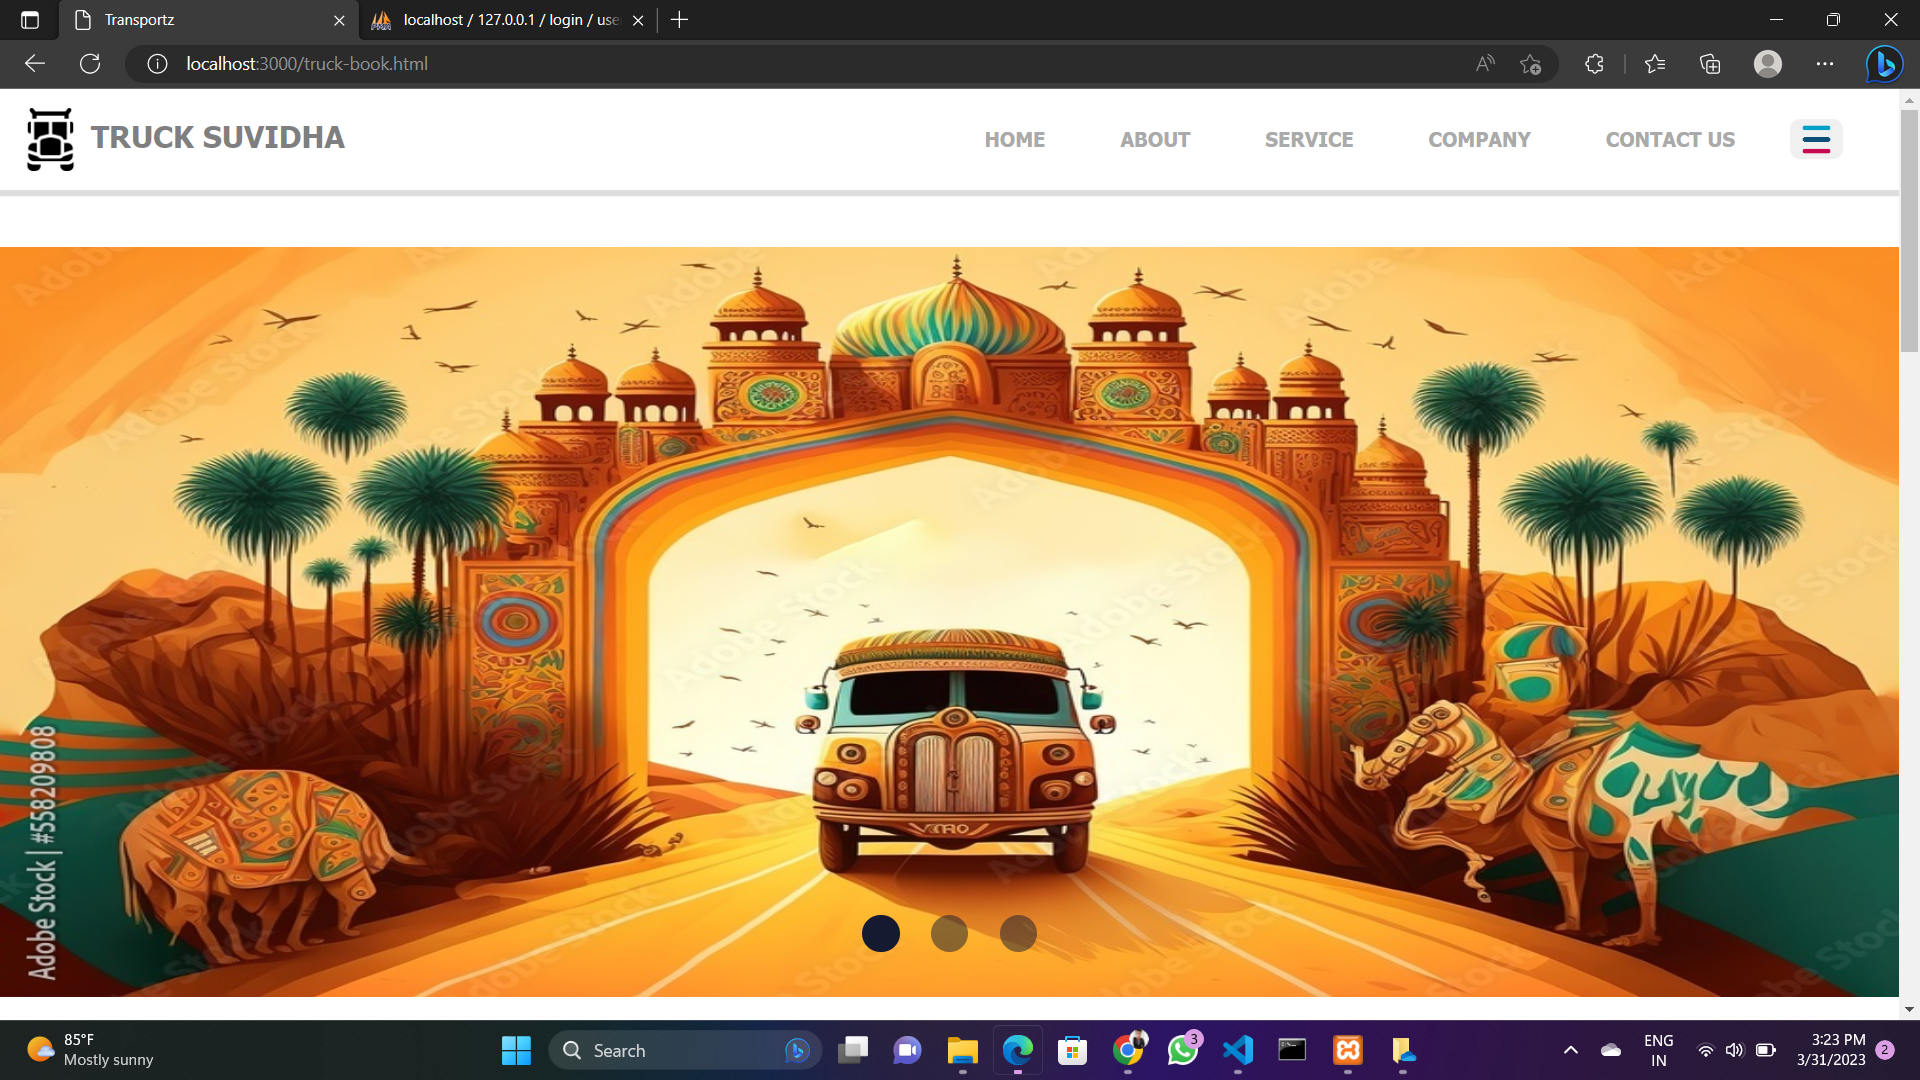 Transportz
localhost / 127.0.0.1 / login / use
localhost:3000/truck-book.html
TRUCK SUVIDHA
HOME
ABOUT
SERVICE
COMPANY
CONTACT US
Adobe Stock | #558209808
Adobe Stock
85°F
Mostly sunny
Search
3
ENG
IN
3:23 PM
3/31/2023
2